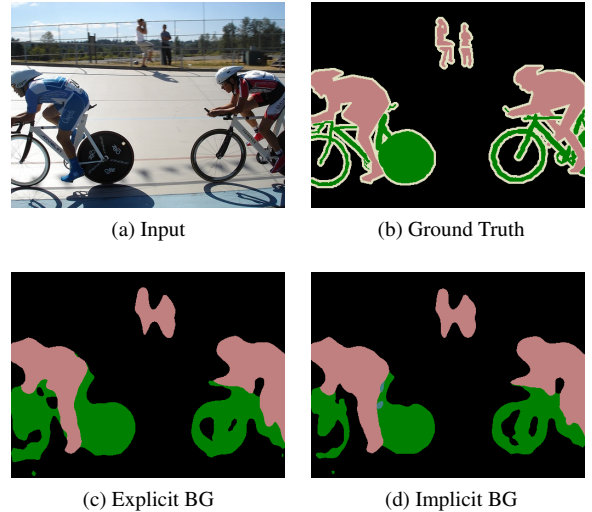 (a) Input
(b) Ground Truth
(c) Explicit BG
(d) Implicit BG